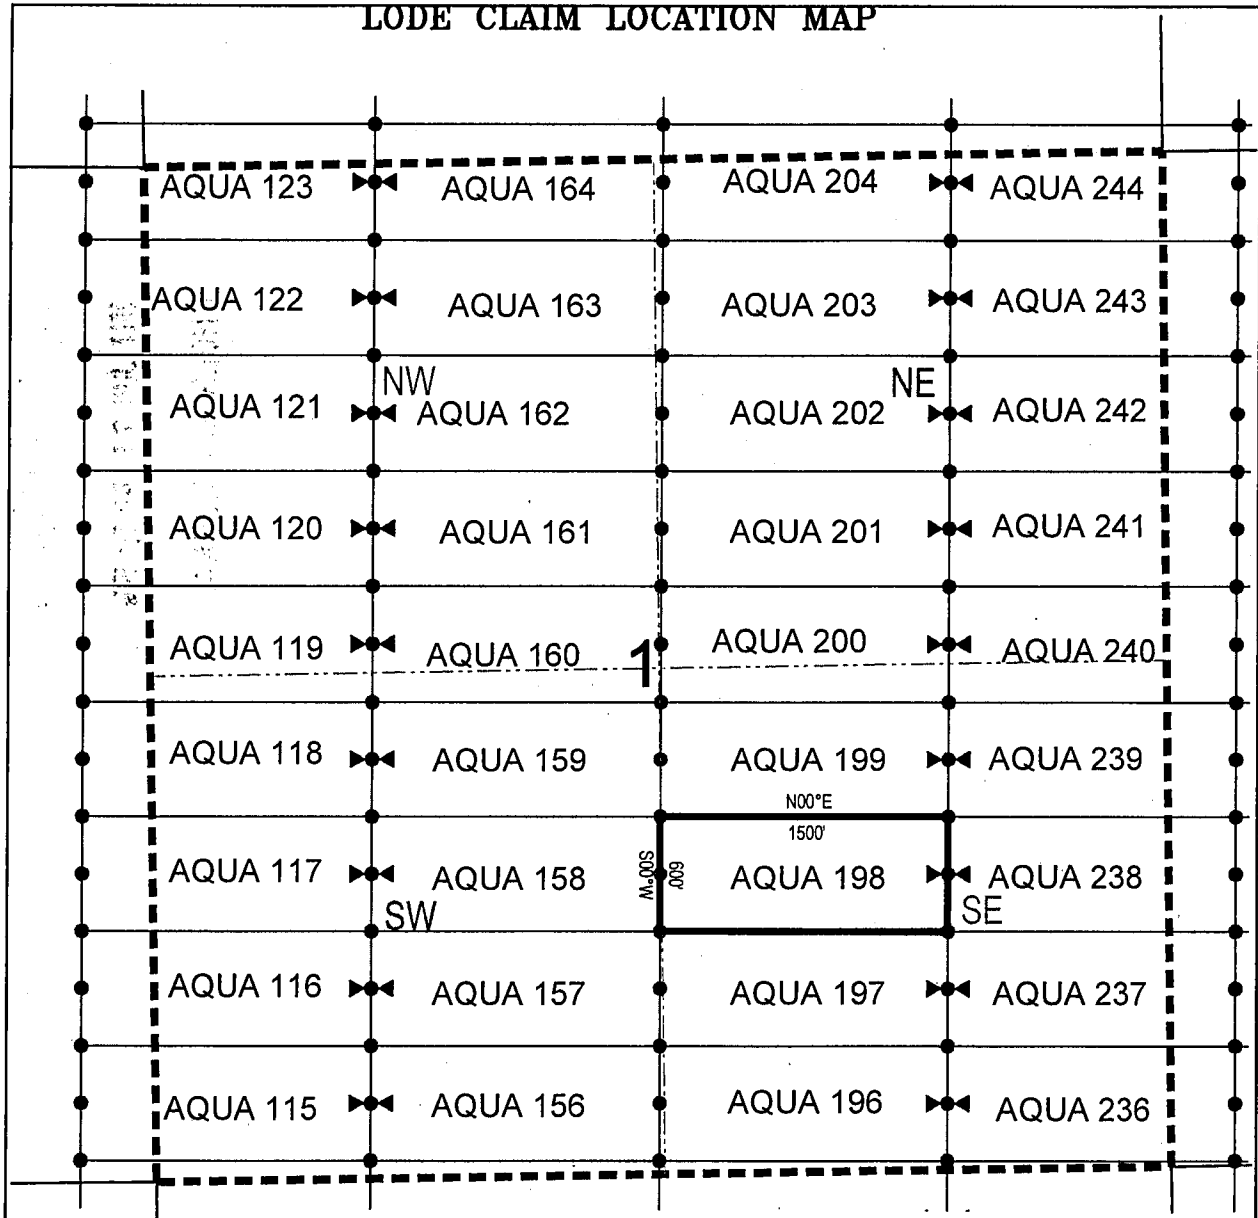 LODE CLAIM LOCATION MAP
AQUA 123 AQUA 164 AQUA 204 AQUA 244
AQUA 122 AQUA 163 AQUA 203 AQUA 243
NW NE
AQUA 121 AQUA 162 AQUA 202 AQUA 242
AQUA 120 AQUA 161 AQUA 201 AQUA 241
AQUA 119 AQUA 160 1 AQUA 200 AQUA 240
AQUA 118 AQUA 159 AQUA 199 AQUA 239
N00°E
1500'
S00°W 600'
AQUA 117 AQUA 158 AQUA 198 AQUA 238
SW SE
AQUA 116 AQUA 157 AQUA 197 AQUA 237
AQUA 115 AQUA 156 AQUA 196 AQUA 236